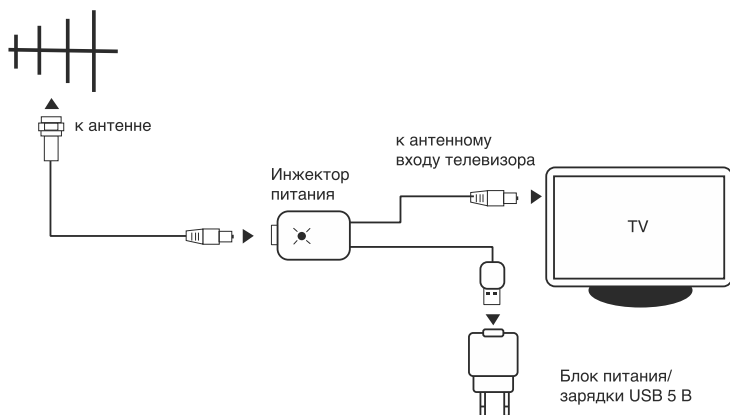 к антенне
к антенному
входу телевизора
Инжектор
питания
TV
Блок питания/
зарядки USB 5 В